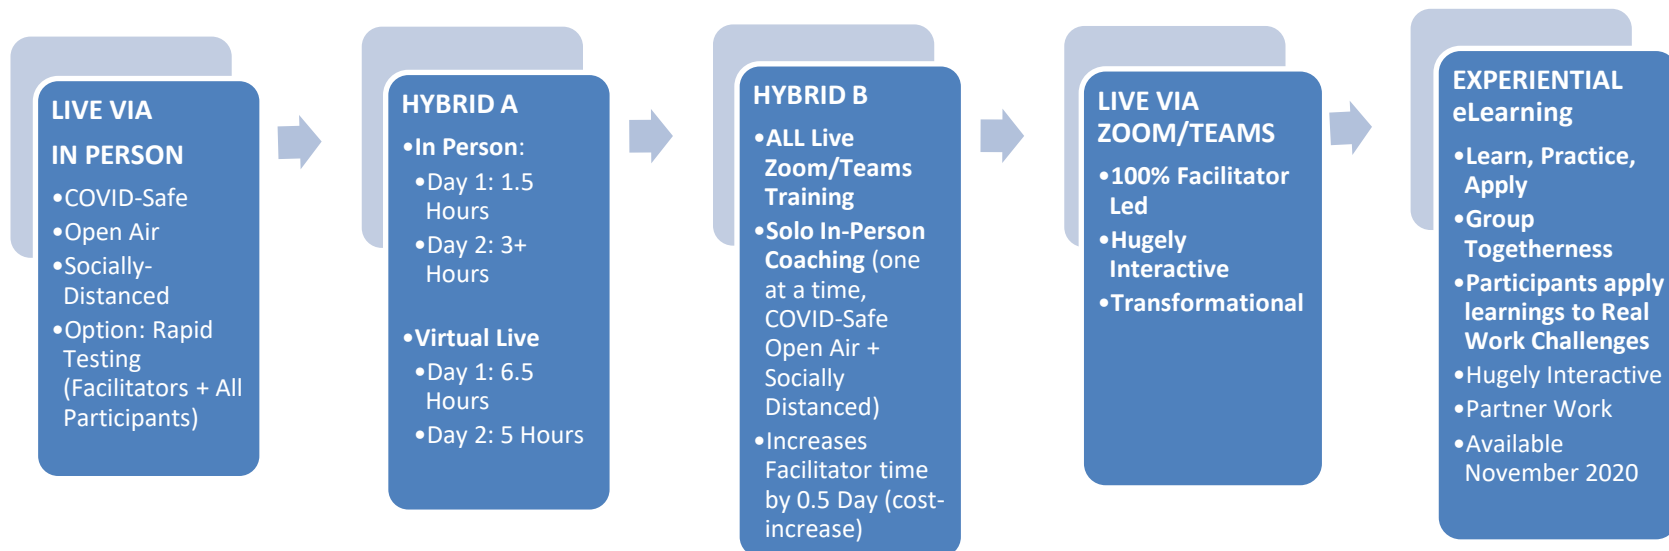 LIVE VIA
IN PERSON
•COVID-Safe
•Open Air
•Socially-
Distanced
•Option: Rapid
Testing
(Facilitators + All
Participants)
HYBRID A
•In Person:
•Day 1: 1.5
Hours
•Day 2: 3+
Hours
•Virtual Live
•Day 1: 6.5
Hours
•Day 2: 5 Hours
HYBRID B
•ALL Live
Zoom/Teams
Training
•Solo In-Person
Coaching (one
at a time,
COVID-Safe
Open Air +
Socially
Distanced)
•Increases
Facilitator time
by 0.5 Day (cost-
increase)
LIVE VIA
ZOOM/TEAMS
•100% Facilitator
Led
•Hugely
Interactive
•Transformational
EXPERIENTIAL
eLearning
•Learn, Practice,
Apply
•Group
Togetherness
•Participants apply
learnings to Real
Work Challenges
•Hugely Interactive
•Partner Work
•Available
November 2020